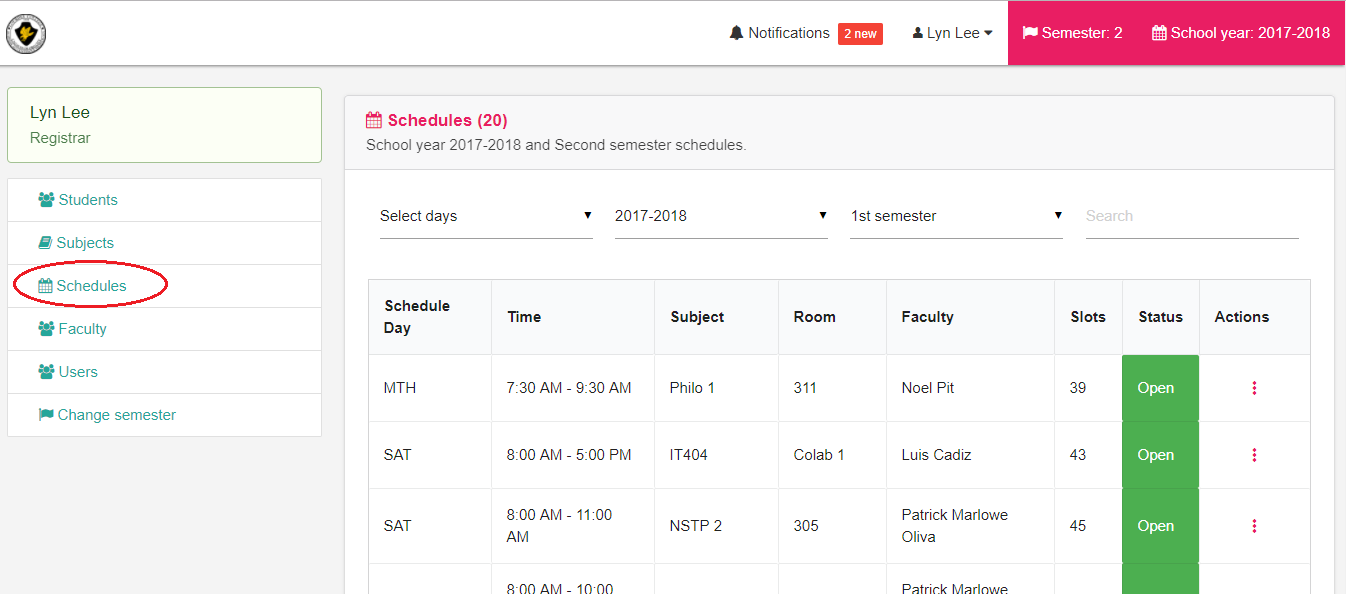 Notifications 2 new Lyn Lee Semester: 2 School year: 2017-2018
Lyn Lee
Registrar
Students
Subjects
Schedules
Faculty
Users
Change semester
Schedules (20)
School year 2017-2018 and Second semester schedules.
Select days 2017-2018 1st semester Search
Schedule
Day
Time Subject Room Faculty Slots Status Actions
MTH 7:30 AM - 9:30 AM Philo 1 311 Noel Pit 39 Open
SAT 8:00 AM - 5:00 PM IT404 Colab 1 Luis Cadiz 43 Open
SAT 8:00 AM - 11:00
AM NSTP 2 305 Patrick Marlowe
Oliva 45 Open
8:00 AM - 10:00 Patrick Marlowe